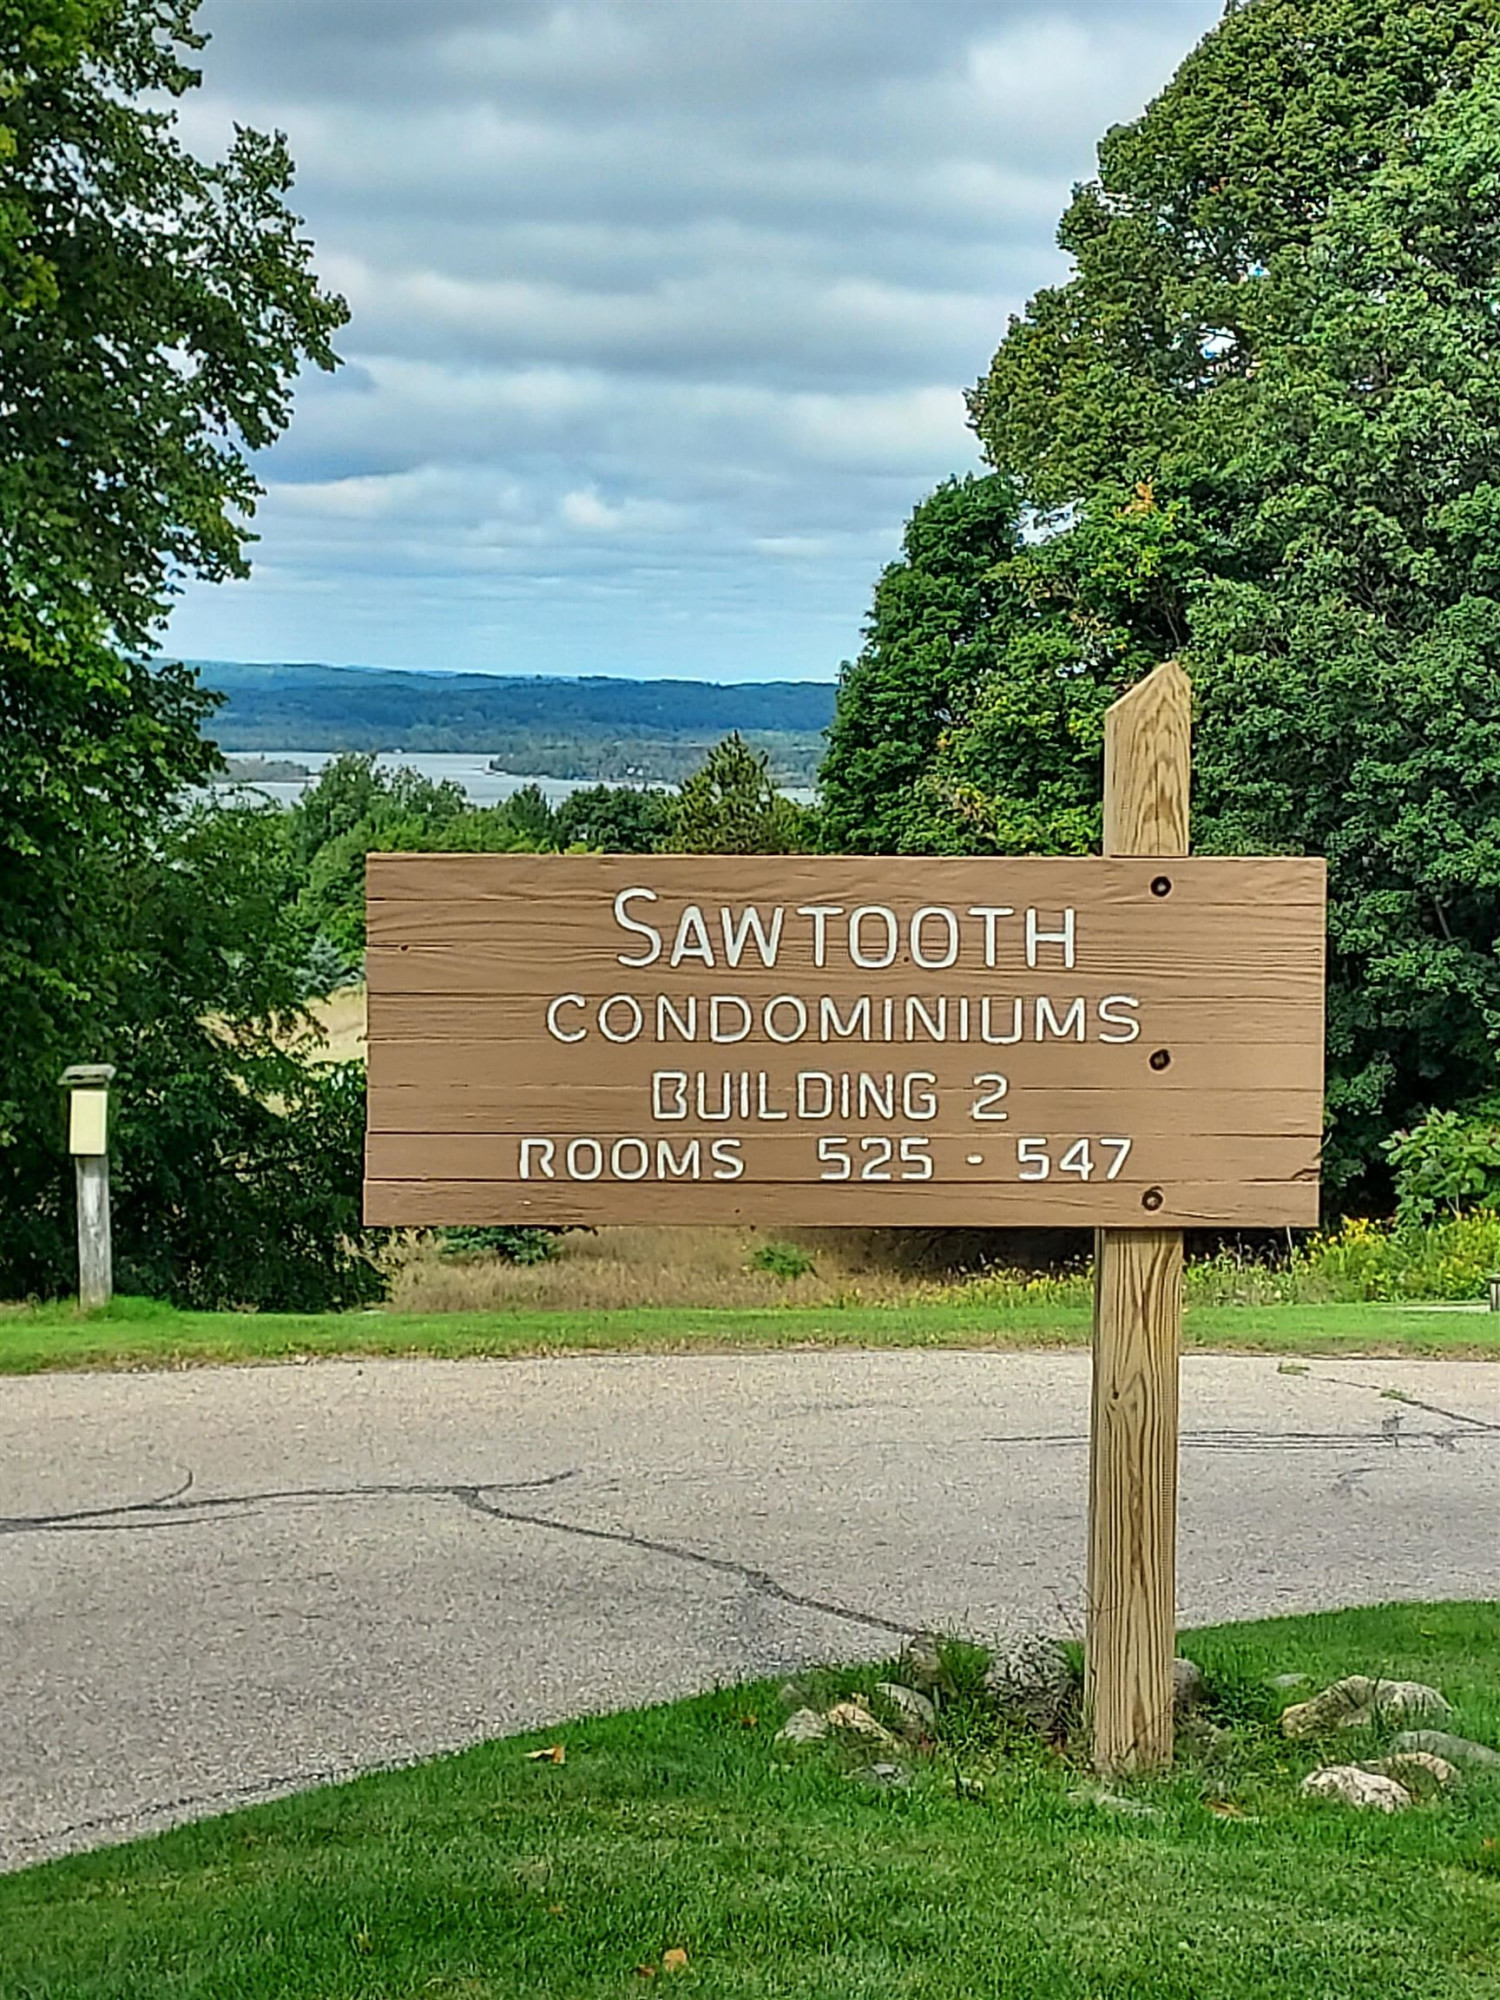 SAWTOOTH
CONDOMINIUMS
BUILDING 2
ROOMS 525 - 547